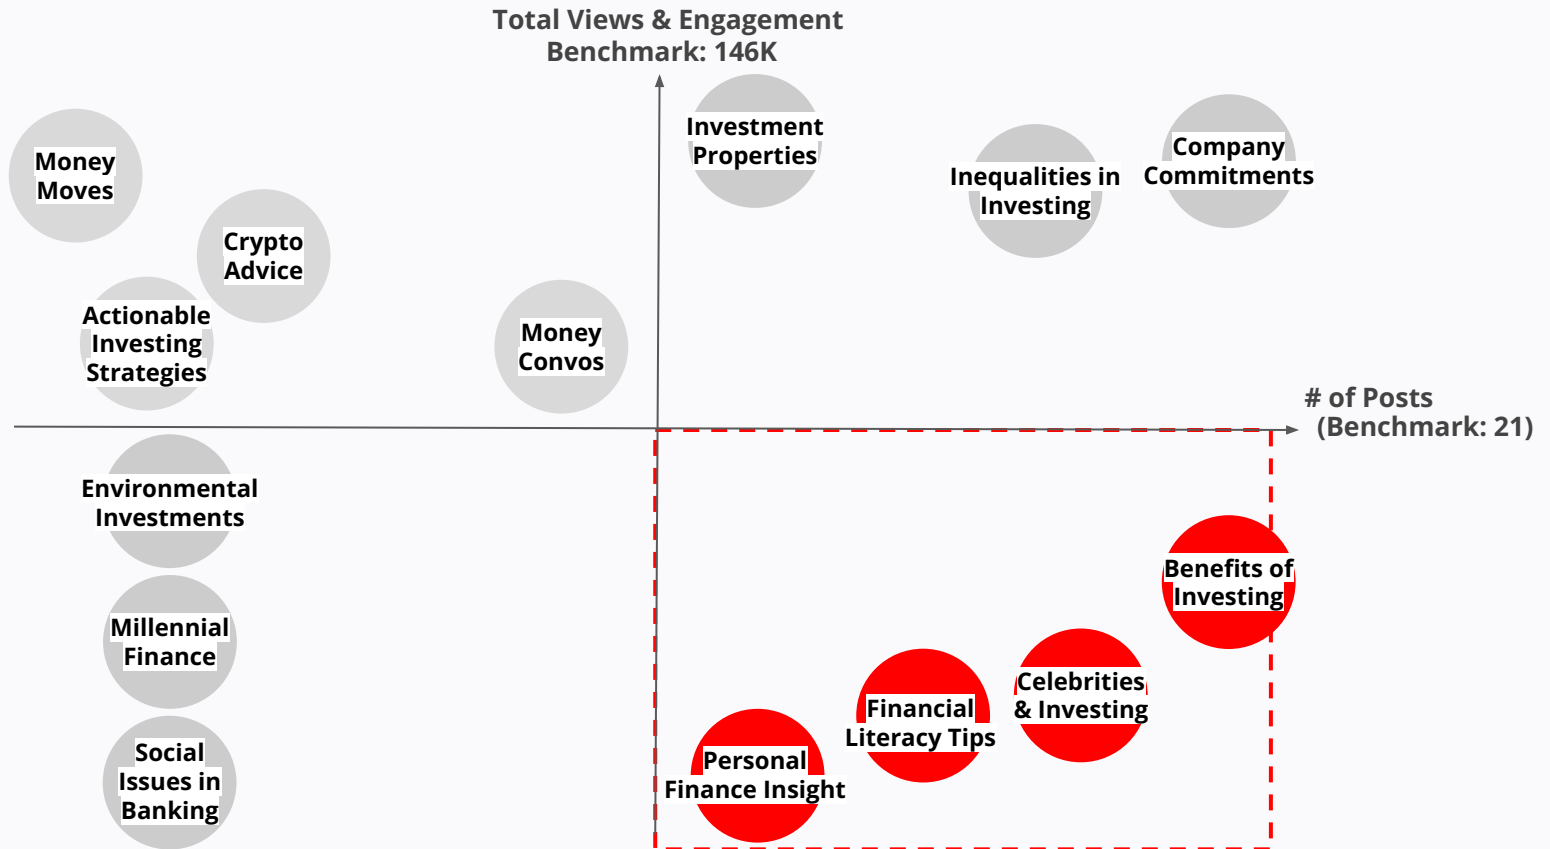 Total Views & Engagement
Benchmark: 146K
Investment
Properties
Inequalities in
Investing
Company
Commitments
Money
Moves
Crypto
Advice
Actionable
Investing
Strategies
Money
Convos
# of Posts
(Benchmark: 21)
Environmental
Investments
Millennial
Finance
Social
Issues in
Banking
Benefits of
Investing
Celebrities
& Investing
Financial
Literacy Tips
Personal
Finance Insight